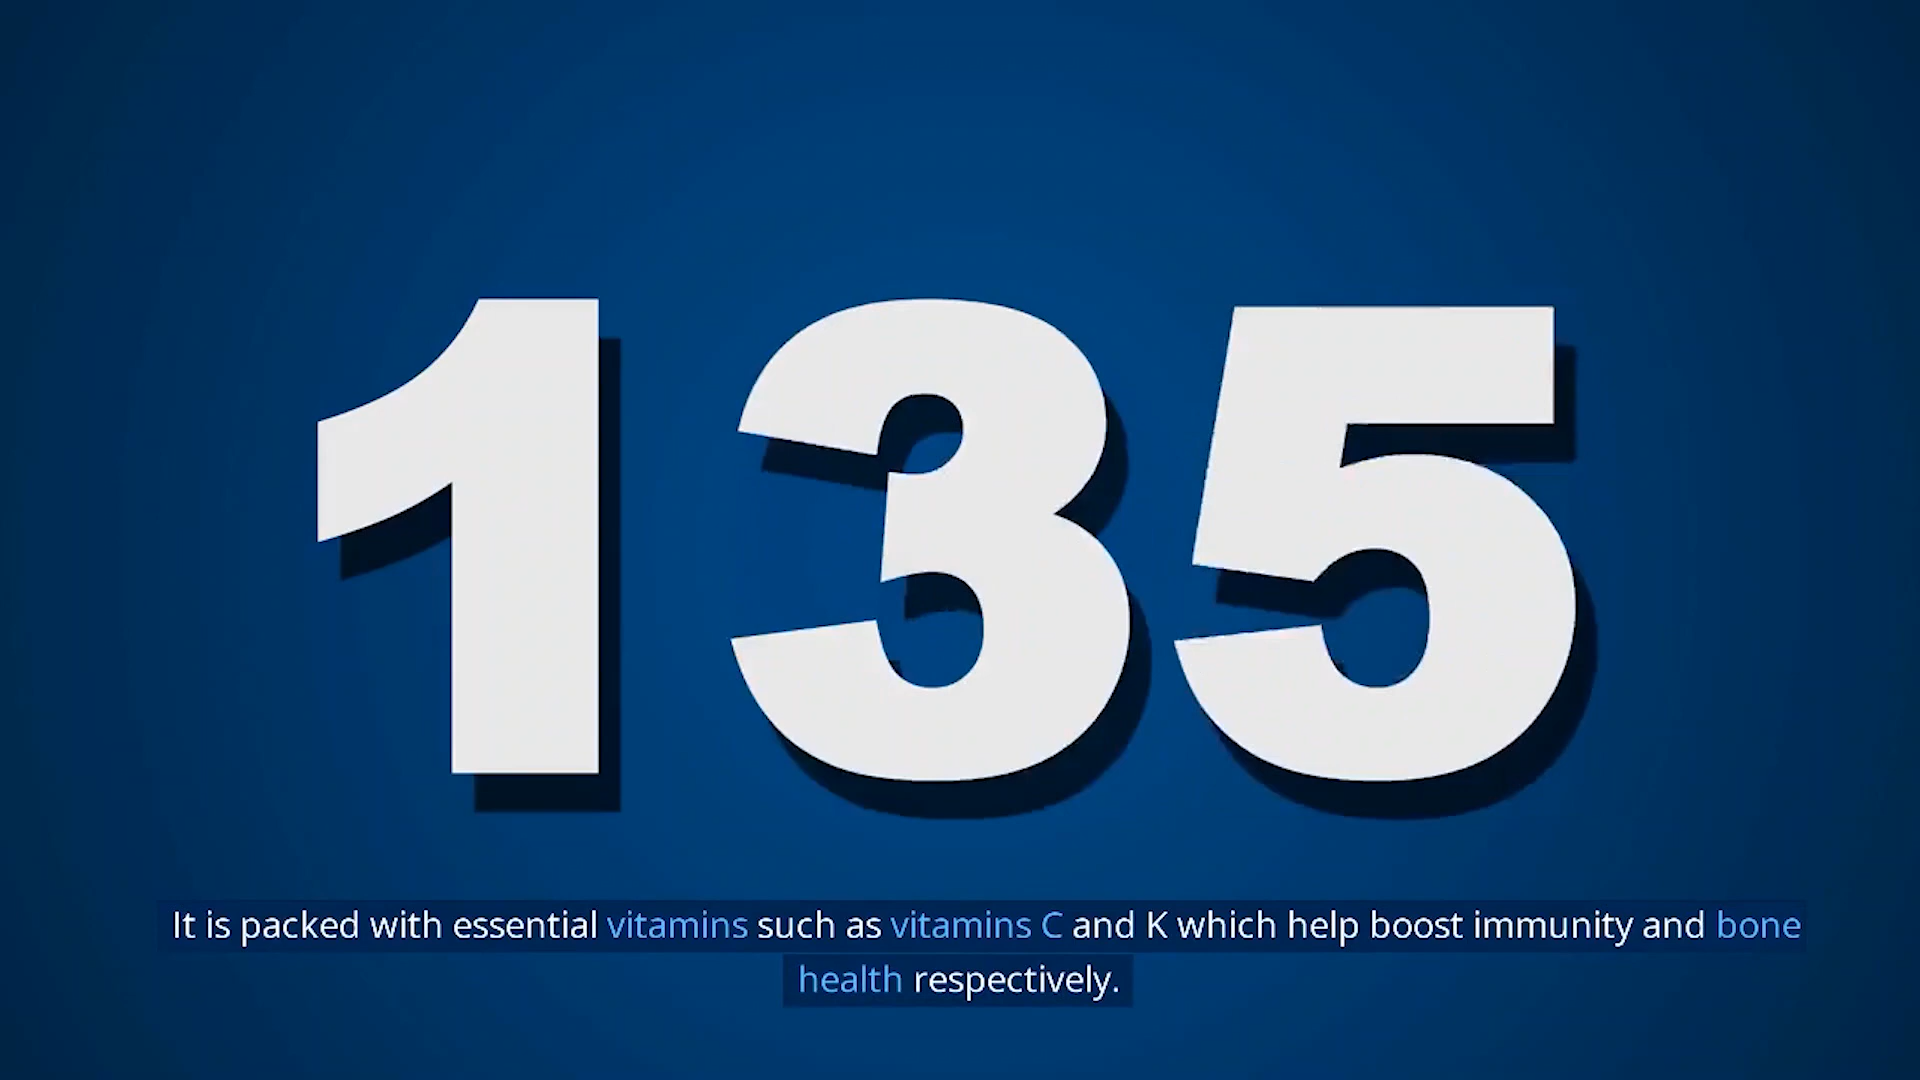 135
It is packed with essential vitamins such as vitamins C and K which help boost immunity and bone
health respectively.